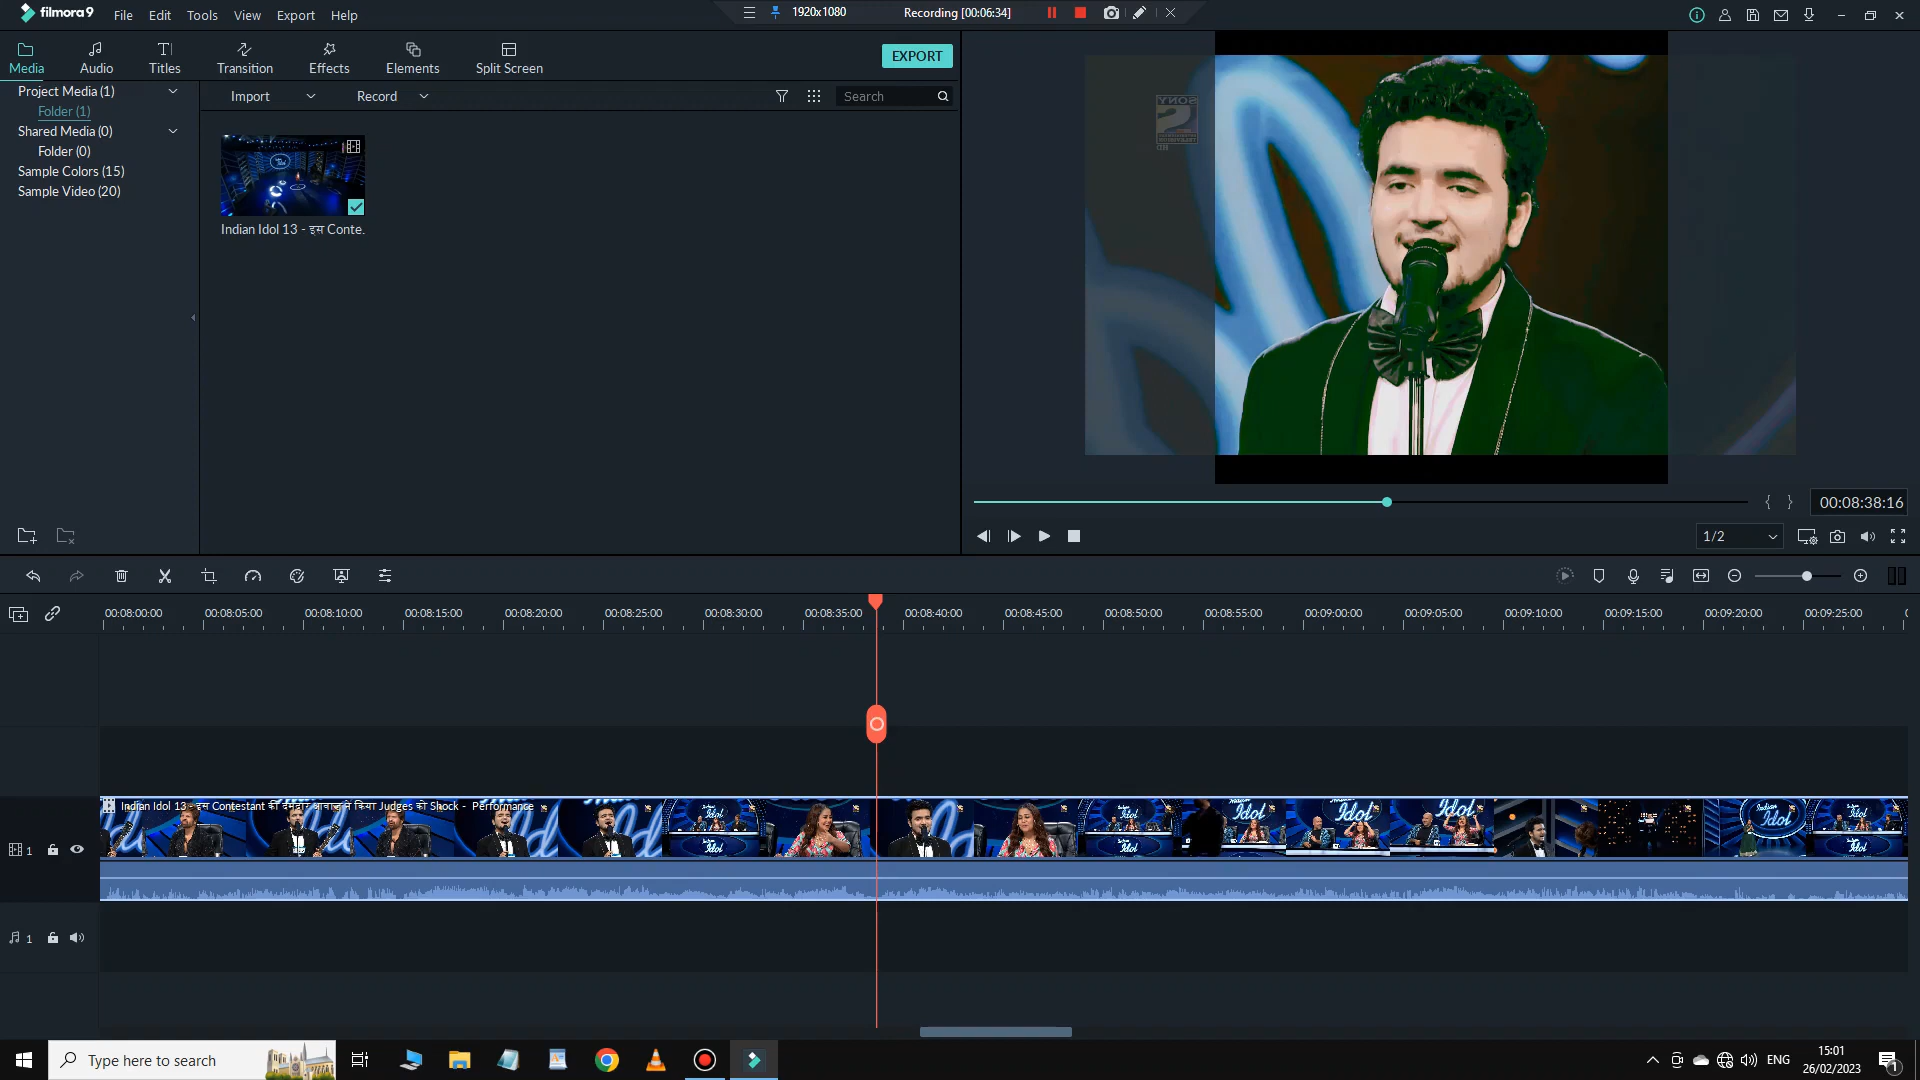 filmora9
File Edit Tools View Export Help
1920x1080
Recording [00:06:34]
Media Audio Titles Transition Effects Elements Split Screen
EXPORT
Project Media (1)
Folder (1)
Shared Media (0)
Folder (0)
Sample Colors (15)
Sample Video (20)
Import Record Search
Indian Idol 13 - इस Conte.
SONY
HD
00:08:38:16
1/2
00:08:00:00 00:08:05:00 00:08:10:00 00:08:15:00 00:08:20:00 00:08:25:00 00:08:30:00 00:08:35:00 00:08:40:00 00:08:45:00 00:08:50:00 00:08:55:00 00:09:00:00 00:09:05:00 00:09:10:00 00:09:15:00 00:09:20:00 00:09:25:00
Indian Idol 13 - इस Contestant की दमदार आवाज ने किया Judges को Shock - Performance
1
1
Type here to search
ENG
15:01
26/02/2023
1